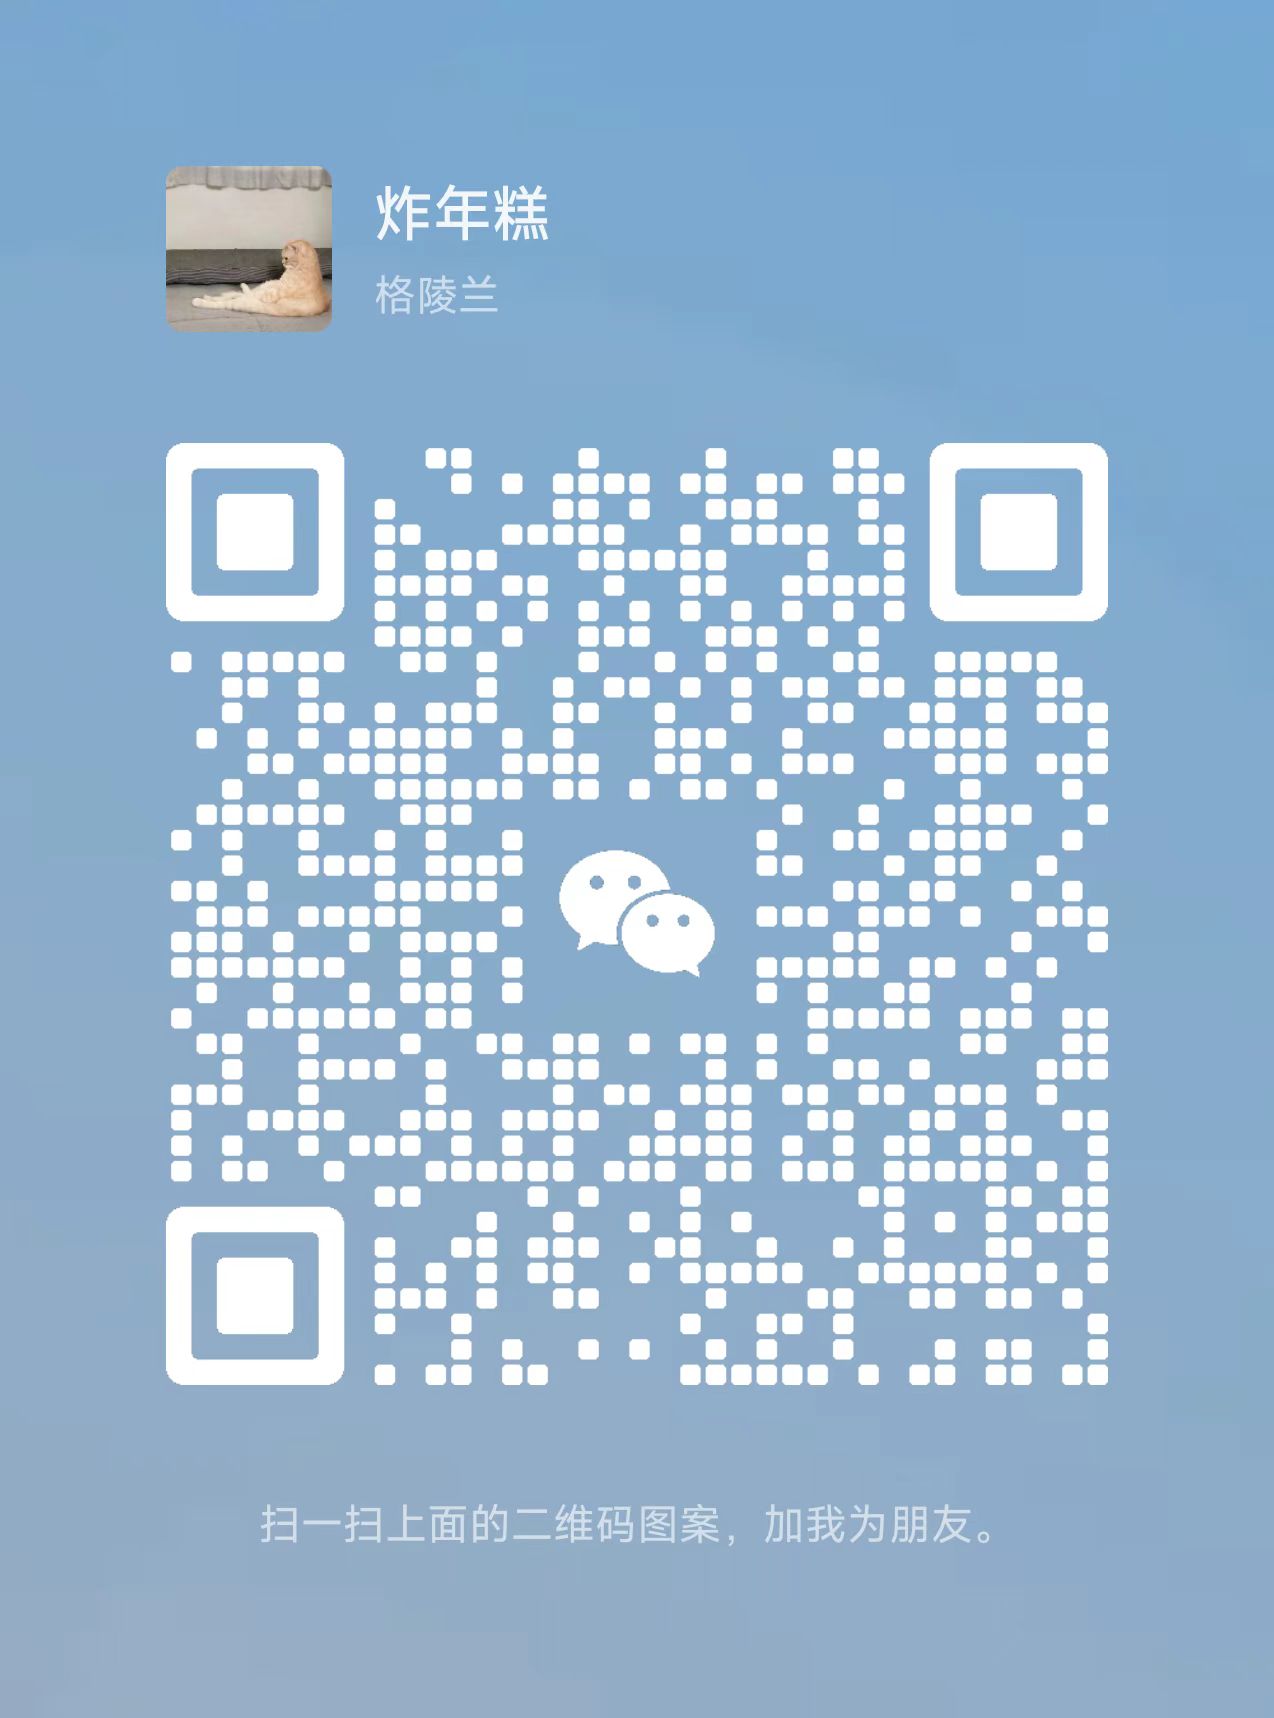 炸年糕
格陵兰
扫一扫上面的二维码图案，加我为朋友。